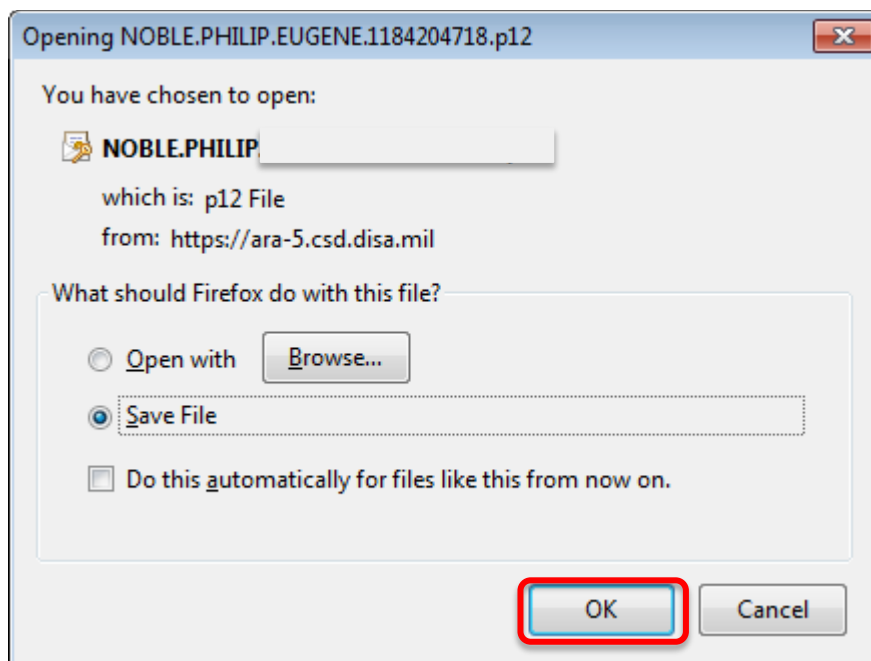 Opening NOBLE.PHILIP.EUGENE.1184204718.p12
You have chosen to open:
NOBLE.PHILIP.
which is: p12 File
from: https://ara-5.csd.disa.mil
What should Firefox do with this file?
Open with Browse...
Save File
Do this automatically for files like this from now on.
OK Cancel